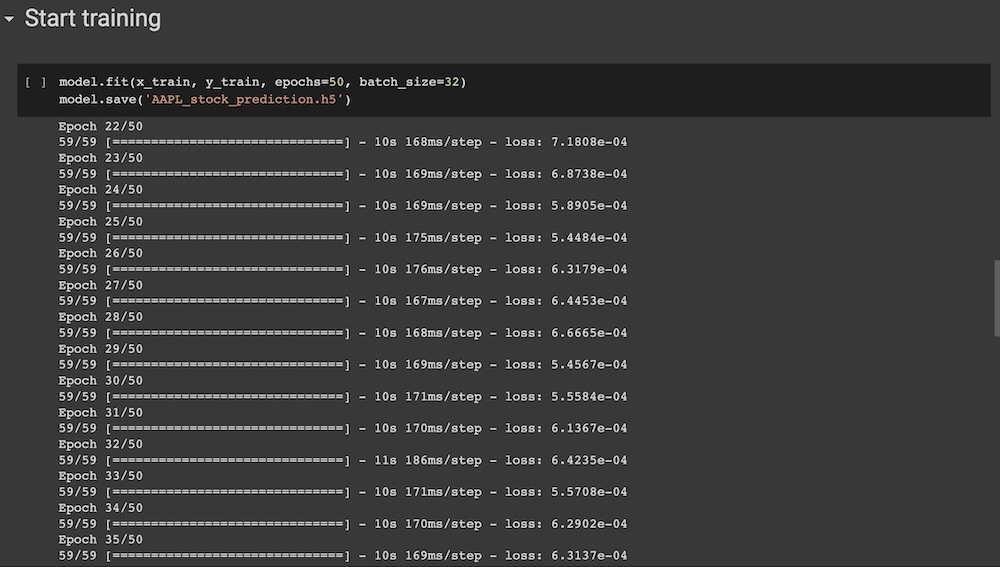 Start training
[ ] model.fit(x_train, y_train, epochs=50, batch_size=32)
model.save('AAPL_stock_prediction.h5')
Epoch 22/50
59/59 [==============================] - 10s 168ms/step - loss: 7.1808e-04
Epoch 23/50
59/59 [==============================] - 10s 169ms/step - loss: 6.8738e-04
Epoch 24/50
59/59 [==============================] - 10s 169ms/step - loss: 5.8905e-04
Epoch 25/50
59/59 [==============================] - 10s 175ms/step - loss: 5.4484e-04
Epoch 26/50
59/59 [==============================] - 10s 176ms/step - loss: 6.3179e-04
Epoch 27/50
59/59 [==============================] - 10s 167ms/step - loss: 6.4453e-04
Epoch 28/50
59/59 [==============================] - 10s 168ms/step - loss: 6.6665e-04
Epoch 29/50
59/59 [==============================] - 10s 169ms/step - loss: 5.4567e-04
Epoch 30/50
59/59 [==============================] - 10s 171ms/step - loss: 5.5584e-04
Epoch 31/50
59/59 [==============================] - 10s 170ms/step - loss: 6.1367e-04
Epoch 32/50
59/59 [==============================] - 11s 186ms/step - loss: 6.4235e-04
Epoch 33/50
59/59 [==============================] - 10s 171ms/step - loss: 5.5708e-04
Epoch 34/50
59/59 [==============================] - 10s 170ms/step - loss: 6.2902e-04
Epoch 35/50
59/59 [==============================] - 10s 169ms/step - loss: 6.3137e-04